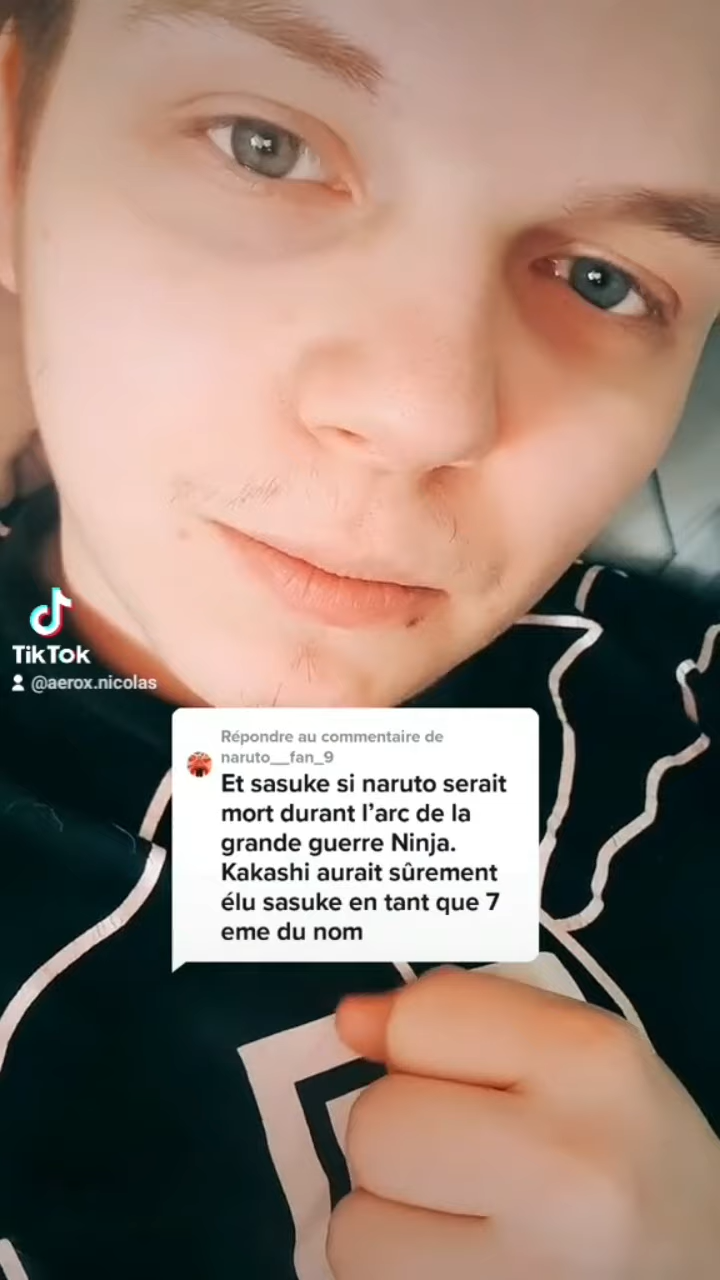 TikTok
@aerox.nicolas
Répondre au commentaire de
naruto__fan_9
Et sasuke si naruto serait
mort durant l’arc de la
grande guerre Ninja.
Kakashi aurait sûrement
élu sasuke en tant que 7
eme du nom